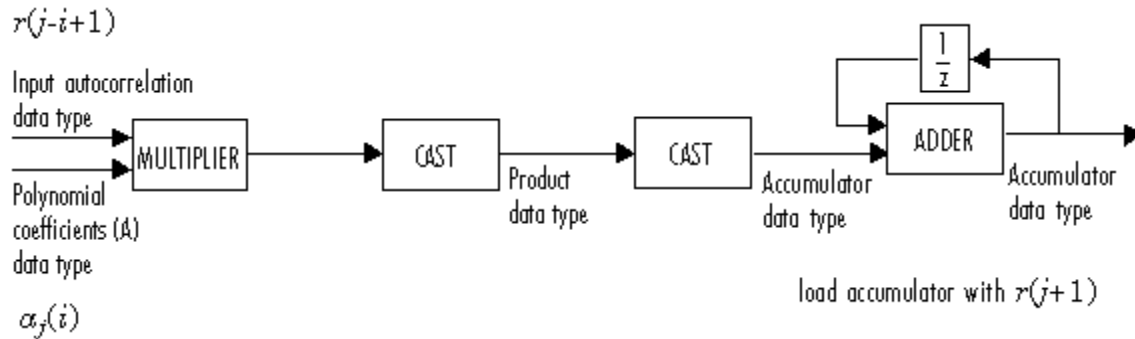 r(j-i+1)
Input autocorrelation
data type
MULTIPLIER
Polynomial
coefficients (A)
data type
αj(i)
CAST
Product
data type
CAST
Accumulator
data type
1
z
ADDER
Accumulator
data type
load accumulator with r(j+1)